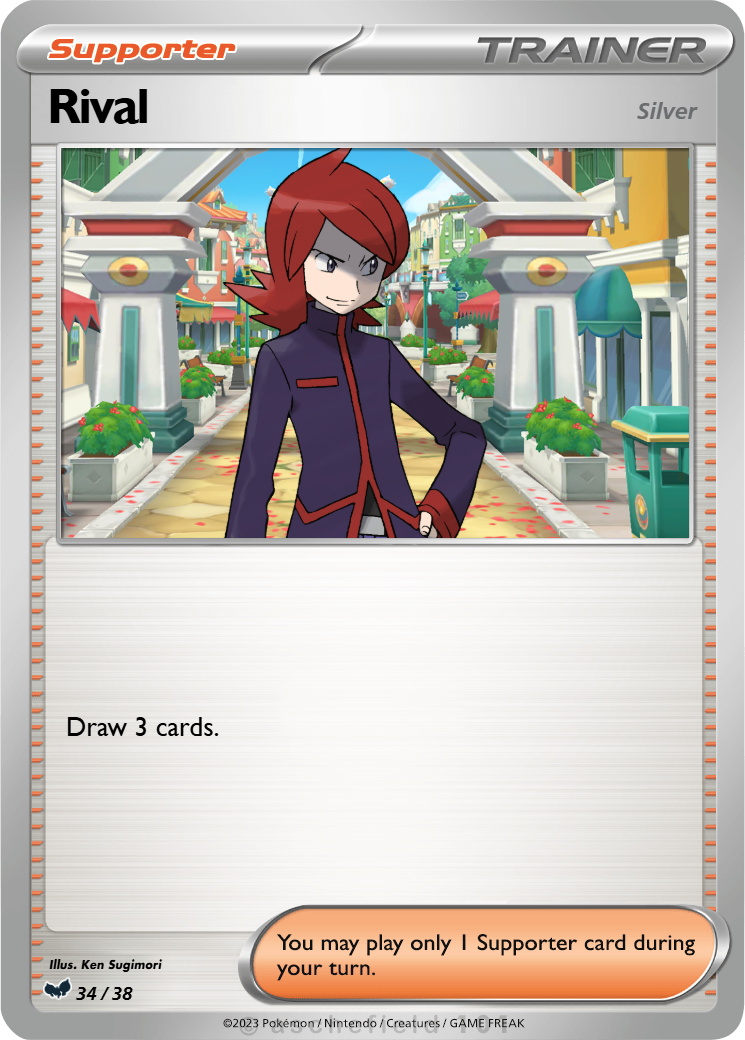 Supporter TRAINER
Rival
Silver
Draw 3 cards.
You may play only 1 Supporter card during
your turn.
Illus. Ken Sugimori
34 / 38
©2023 Pokémon / Nintendo / Creatures / GAME FREAK